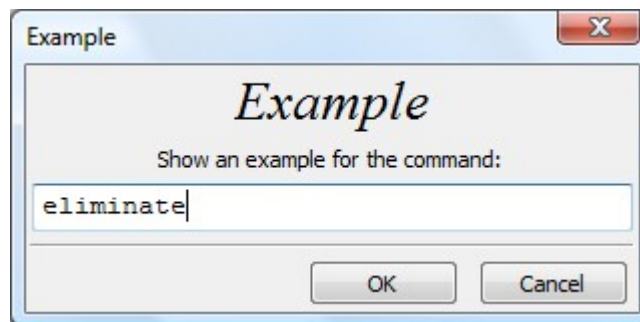 Example
Example
Show an example for the command:
eliminate
OK Cancel